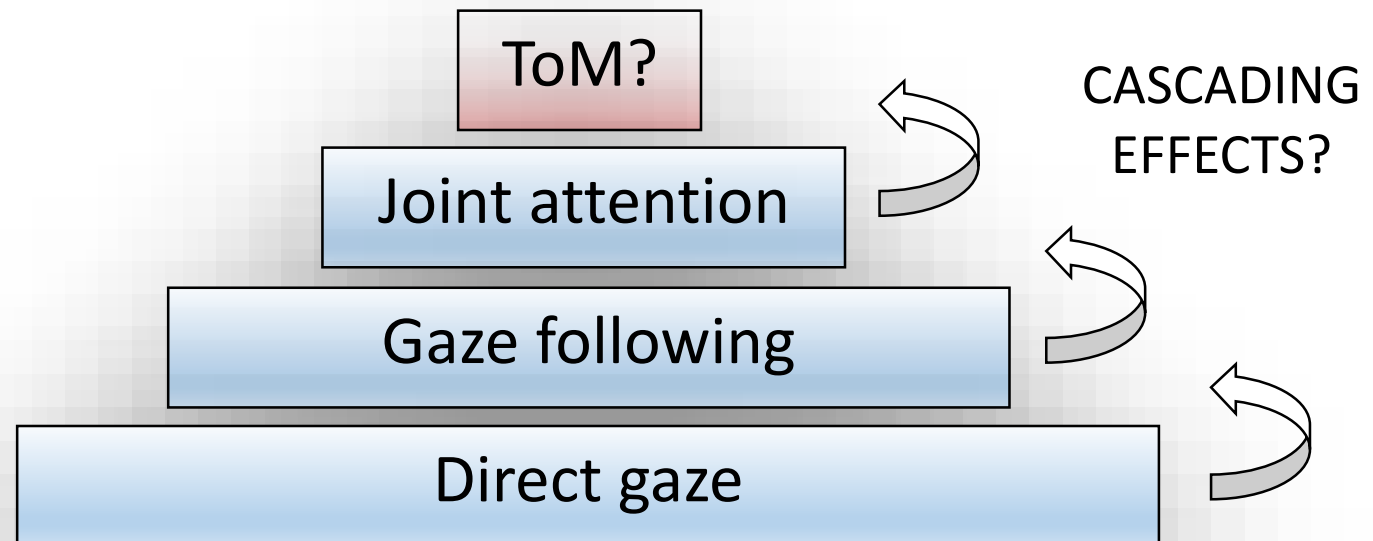 ToM?
CASCADING
EFFECTS?
Joint attention
Gaze following
Direct gaze